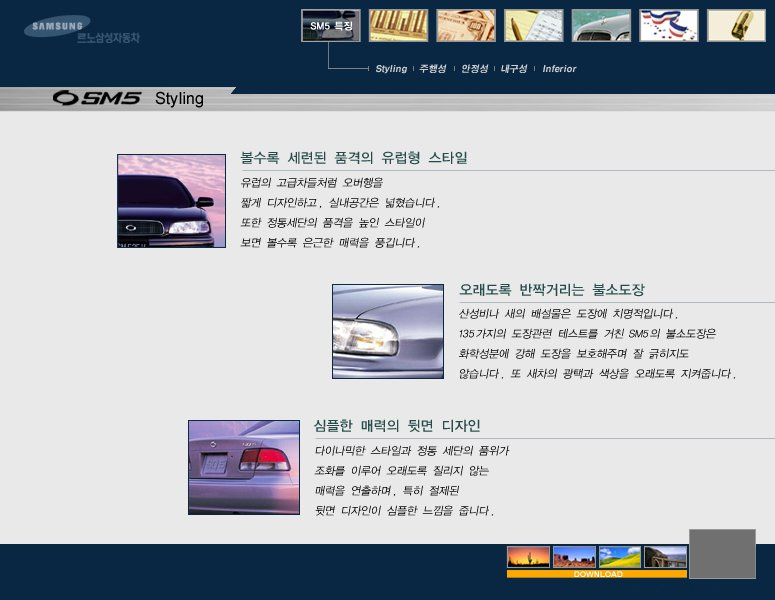 SAMSUNG
르노삼성자동차
SM5 특징
Styling 주행성 안정성 내구성 Inferior
SM5 Styling
볼수록 세련된 품격의 유럽형 스타일
유럽의 고급차들처럼 오버행을
짧게 디자인하고, 실내공간은 넓혔습니다.
또한 정통세단의 품격을 높인 스타일이
보면 볼수록 은근한 매력을 풍깁니다.
오래도록 반짝거리는 불소도장
산성비나 새의 배설물은 도장에 치명적입니다.
135가지의 도장관련 테스트를 거친 SM5의 불소도장은
화학성분에 강해 도장을 보호해주며 잘 긁히지도
않습니다. 또 새차의 광택과 색상을 오래도록 지켜줍니다.
심플한 매력의 뒷면 디자인
다이나믹한 스타일과 정통 세단의 품위가
조화를 이루어 오래도록 질리지 않는
매력을 연출하며, 특히 절제된
뒷면 디자인이 심플한 느낌을 줍니다.
DOWNLOAD